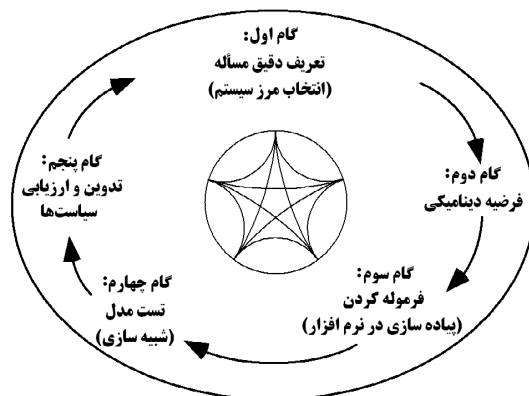 گام اول:
تعریف دقیق مسأله
(انتخاب مرز سیستم)
گام دوم:
فرضیه دینامیکی
گام سوم:
فرموله کردن
(پیاده سازی در نرم افزار)
گام چهارم:
تست مدل
(شبیه سازی)
گام پنجم:
تدوین و ارزیابی
سیاست‌ها